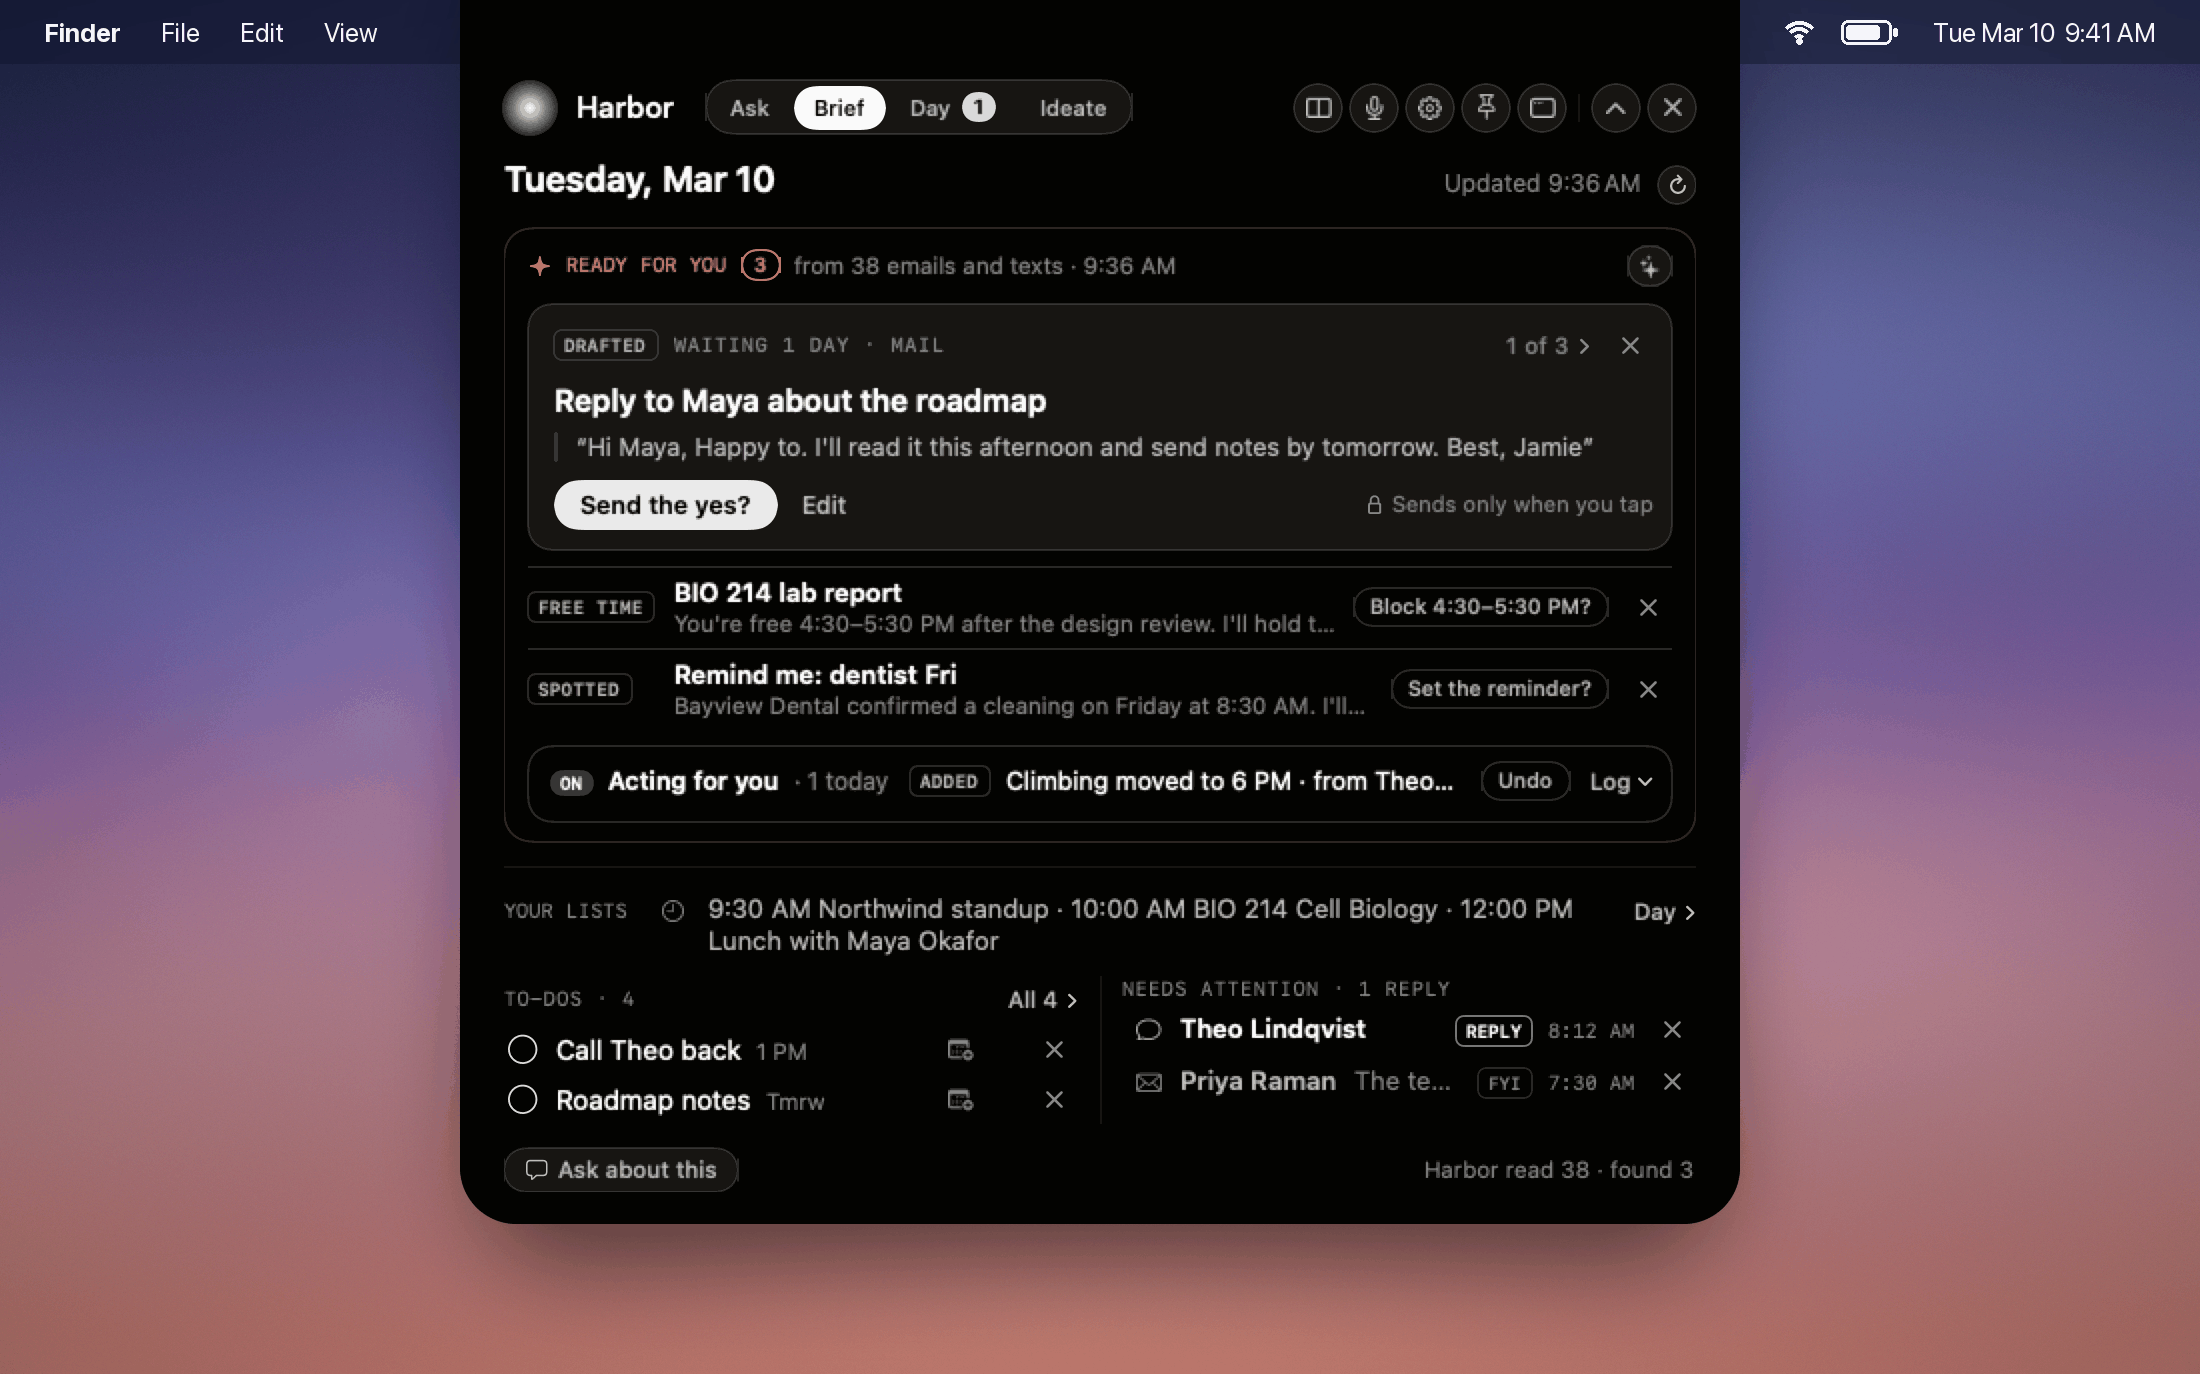 Finder File Edit View
Tue Mar 10 9:41 AM
Harbor Ask Brief Day 1 Ideate
Tuesday, Mar 10
Updated 9:36 AM
READY FOR YOU 3 from 38 emails and texts · 9:36 AM
DRAFTED WAITING 1 DAY · MAIL
1 of 3
Reply to Maya about the roadmap
"Hi Maya, Happy to. I'll read it this afternoon and send notes by tomorrow. Best, Jamie"
Send the yes? Edit
Sends only when you tap
FREE TIME
BIO 214 lab report
You're free 4:30–5:30 PM after the design review. I'll hold t...
Block 4:30–5:30 PM?
SPOTTED
Remind me: dentist Fri
Bayview Dental confirmed a cleaning on Friday at 8:30 AM. I'll...
Set the reminder?
ON Acting for you · 1 today ADDED Climbing moved to 6 PM · from Theo... Undo Log
YOUR LISTS
9:30 AM Northwind standup · 10:00 AM BIO 214 Cell Biology · 12:00 PM
Lunch with Maya Okafor
Day
TO-DOS · 4
All 4
Call Theo back 1 PM
Roadmap notes Tmrw
NEEDS ATTENTION · 1 REPLY
Theo Lindqvist REPLY 8:12 AM
Priya Raman The te... FYI 7:30 AM
Ask about this
Harbor read 38 · found 3